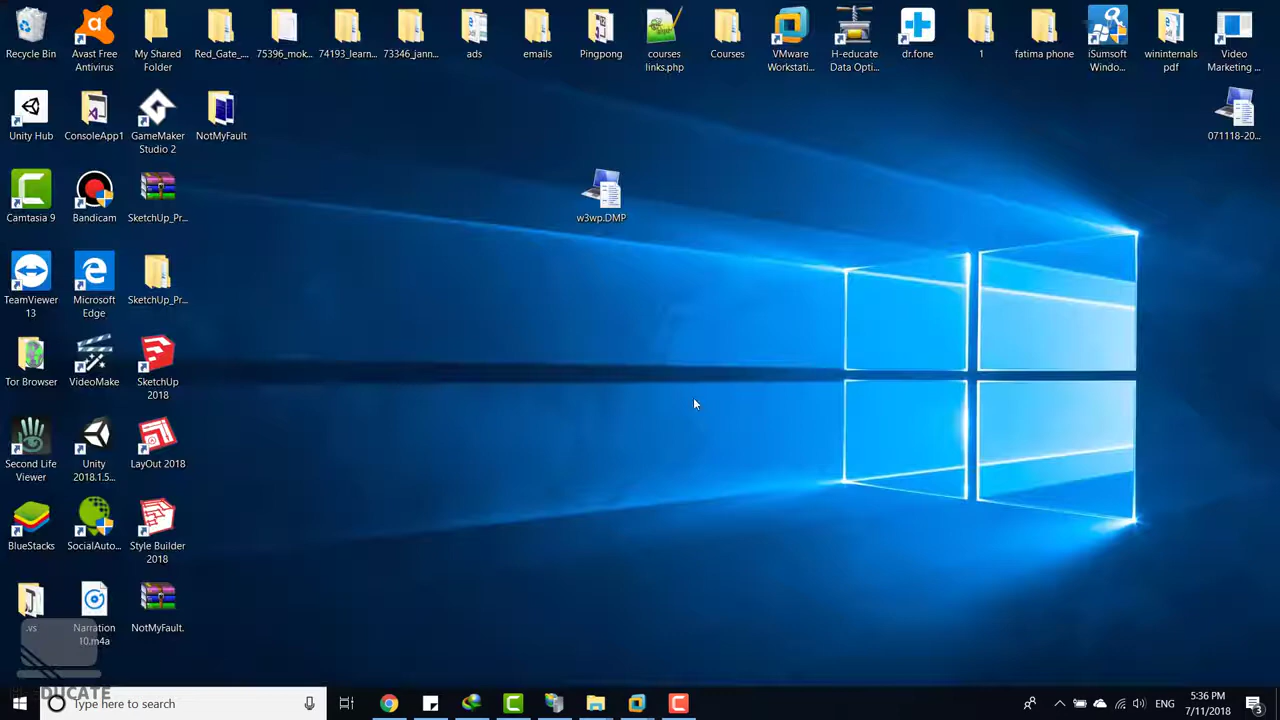 Recycle Bin
Avast Free
Antivirus
My Shared
Folder
Red_Gate_...
75396_mok...
74193_learn...
73346_jann...
ads
emails
Pingpong
courses
links.php
Courses
VMware
Workstati...
H-educate
Data Opti...
dr.fone
1
fatima phone
iSumsoft
Windo...
wininternals
pdf
Video
Marketing ...
Unity Hub
ConsoleApp1
GameMaker
Studio 2
NotMyFault
071118-20...
w3wp.DMP
Camtasia 9
Bandicam
SketchUp_Pr...
TeamViewer
13
Microsoft
Edge
SketchUp_Pr...
Tor Browser
VideoMake
SketchUp
2018
Second Life
Viewer
Unity
2018.1.5...
LayOut 2018
BlueStacks
SocialAuto...
Style Builder
2018
.vs
Narration
10.m4a
NotMyFault.
DUCATE
Type here to search
ENG
5:36 PM
7/11/2018
3